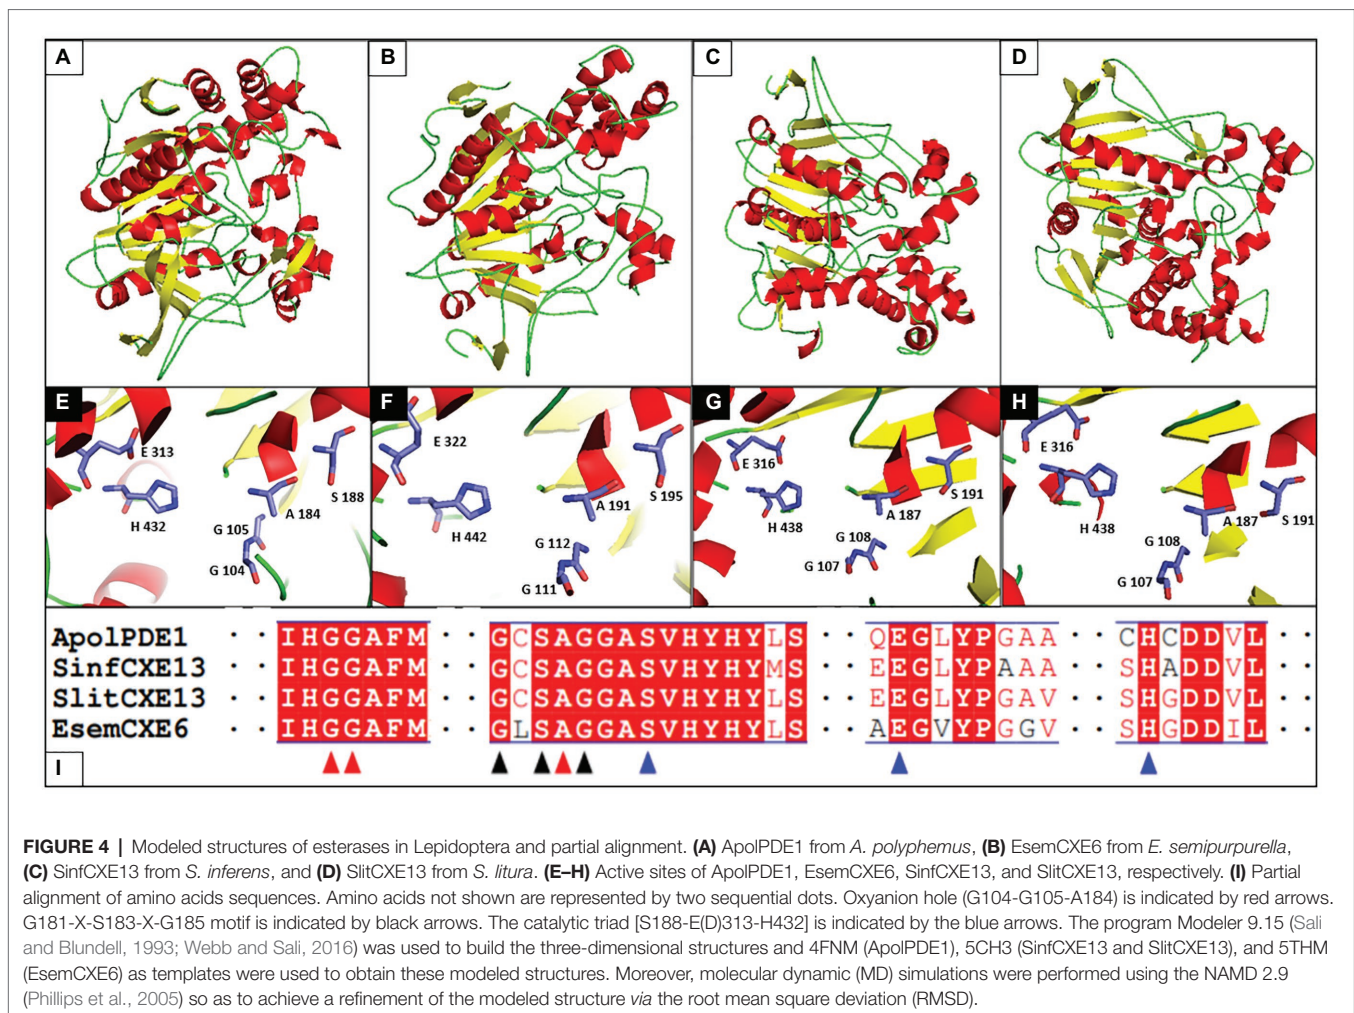 A
B
C
D
E
E 313
H 432
S 188
A 184
G 105
G 104
F
E 322
H 442
S 195
A 191
G 112
G 111
G
E 316
H 438
S 191
A 187
G 108
G 107
H
E 316
H 438
A 187
S 191
G 108
G 107
ApolPDE1 · · IHGGAFM · · GCSAGGASVHYHYLS · · QEGLYPGAA · · CHCDDVL · ·
SinfCXE13 · · IHGGAFM · · GCSAGGASVHYHYMS · · EEGLYPAAA · · SHADDVL · ·
SlitCXE13 · · IHGGAFM · · GCSAGGASVHYHYLS · · EEGLYPGAV · · SHGDDVL · ·
EsemCXE6 · · IHGGAFM · · GLSAGGASVHYHYLS · · AEGVYPGGV · · SHGDDIL · ·
I
FIGURE 4 | Modeled structures of esterases in Lepidoptera and partial alignment. (A) ApolPDE1 from A. polyphemus, (B) EsemCXE6 from E. semipurpurella,
(C) SinfCXE13 from S. inferens, and (D) SlitCXE13 from S. litura. (E–H) Active sites of ApolPDE1, EsemCXE6, SinfCXE13, and SlitCXE13, respectively. (I) Partial
alignment of amino acids sequences. Amino acids not shown are represented by two sequential dots. Oxyanion hole (G104-G105-A184) is indicated by red arrows.
G181-X-S183-X-G185 motif is indicated by black arrows. The catalytic triad [S188-E(D)313-H432] is indicated by the blue arrows. The program Modeler 9.15 (Sali
and Blundell, 1993; Webb and Sali, 2016) was used to build the three-dimensional structures and 4FNM (ApolPDE1), 5CH3 (SinfCXE13 and SlitCXE13), and 5THM
(EsemCXE6) as templates were used to obtain these modeled structures. Moreover, molecular dynamic (MD) simulations were performed using the NAMD 2.9
(Phillips et al., 2005) so as to achieve a refinement of the modeled structure via the root mean square deviation (RMSD).